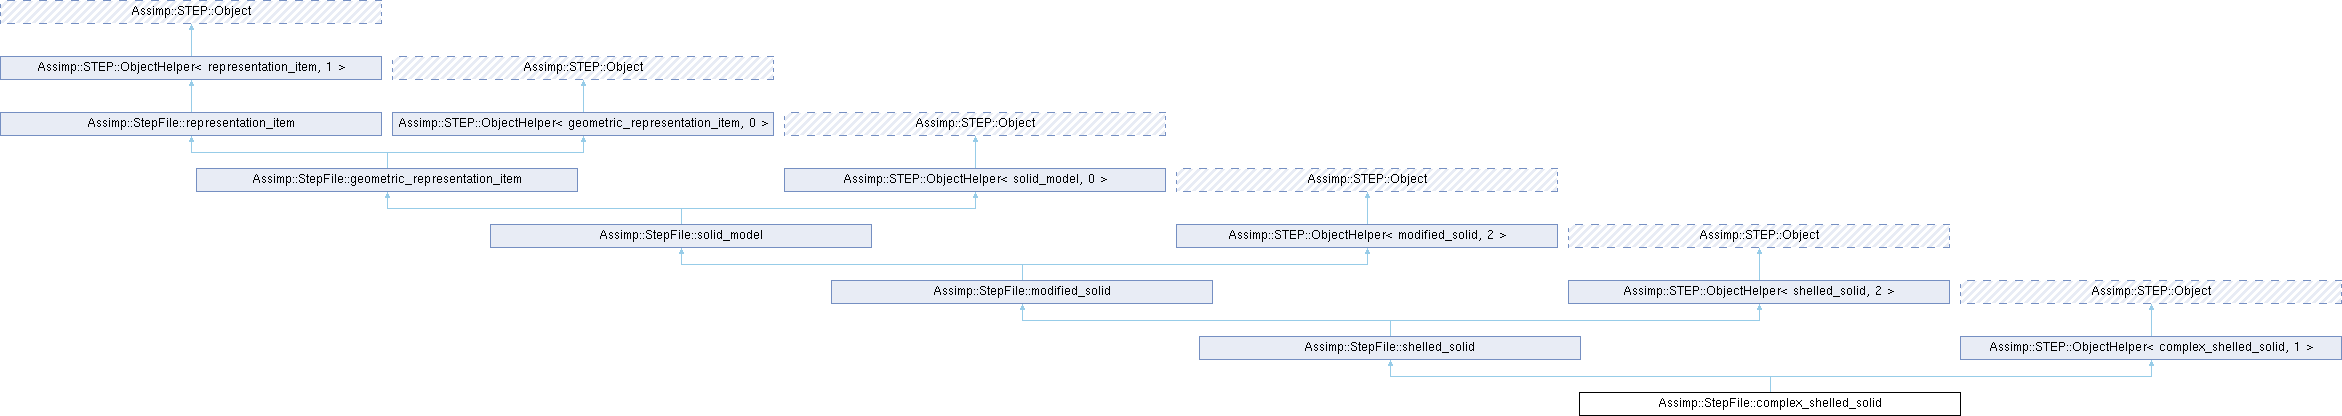 Assimp::STEP::Object
Assimp::STEP::ObjectHelper< representation_item, 1 >
Assimp::STEP::Object
Assimp::StepFile::representation_item
Assimp::STEP::ObjectHelper< geometric_representation_item, 0 >
Assimp::STEP::Object
Assimp::StepFile::geometric_representation_item
Assimp::STEP::ObjectHelper< solid_model, 0 >
Assimp::STEP::Object
Assimp::StepFile::solid_model
Assimp::STEP::ObjectHelper< modified_solid, 2 >
Assimp::STEP::Object
Assimp::StepFile::modified_solid
Assimp::STEP::ObjectHelper< shelled_solid, 2 >
Assimp::STEP::Object
Assimp::StepFile::shelled_solid
Assimp::STEP::ObjectHelper< complex_shelled_solid, 1 >
Assimp::StepFile::complex_shelled_solid